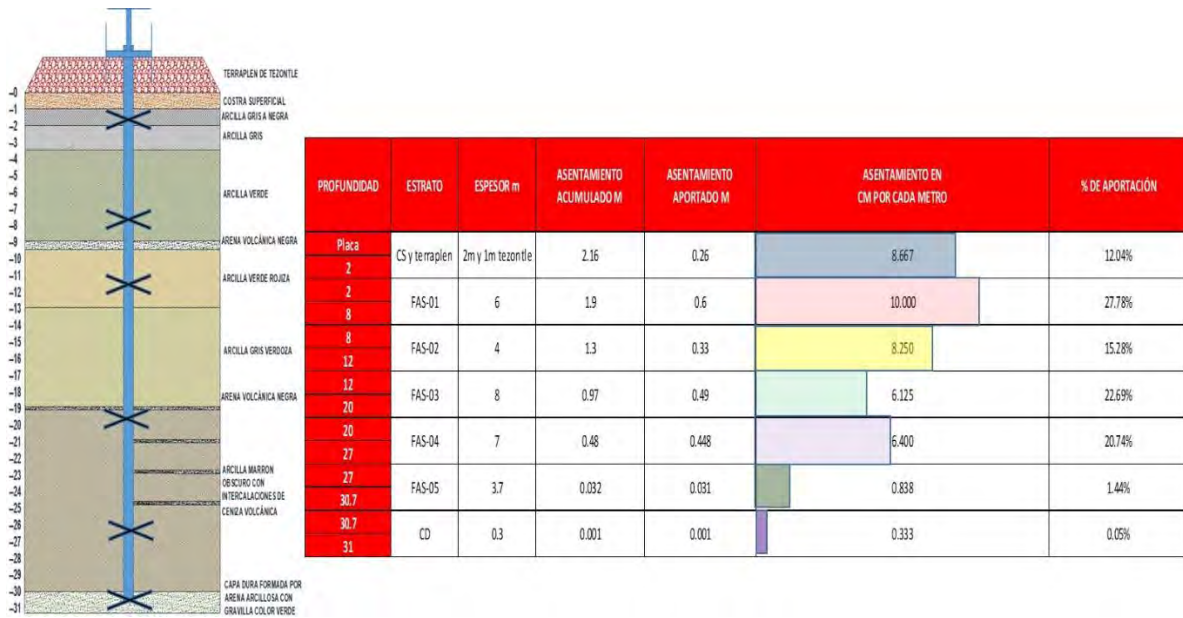 TERRAPLEN DE TEZONTLE
COSTRA SUPERFICIAL
ARCILLA GRIS A NEGRA
ARCILLA GRIS
ARCILLA VERDE
ARENA VOLCÁNICA NEGRA
ARCILLA VERDE ROJIZA
ARCILLA GRIS VERDOZA
ARENA VOLCÁNICA NEGRA
ARCILLA MARRON
OBSCURO CON
INTERCALACIONES DE
CENIZA VOLCÁNICA
CAPA DURA FORMADA POR
ARENA ARCILLOSA CON
GRAVILLA COLOR VERDE
–0
–1
–2
–3
–4
–5
–6
–7
–8
–9
–10
–11
–12
–13
–14
–15
–16
–17
–18
–19
–20
–21
–22
–23
–24
–25
–26
–27
–28
–29
–30
–31
PROFUNDIDAD ESTRATO ESPESOR m ASENTAMIENTO ACUMULADO M ASENTAMIENTO APORTADO M ASENTAMIENTO EN CM POR CADA METRO % DE APORTACIÓN
Placa
2
CS y terraplen 2m y 1m tezontle 2.16 0.26 8.667 12.04%
2
8
FAS-01 6 1.9 0.6 10.000 27.78%
8
12
FAS-02 4 1.3 0.33 8.250 15.28%
12
20
FAS-03 8 0.97 0.49 6.125 22.69%
20
27
FAS-04 7 0.48 0.448 6.400 20.74%
27
30.7
FAS-05 3.7 0.032 0.031 0.838 1.44%
30.7
31
CD 0.3 0.001 0.001 0.333 0.05%